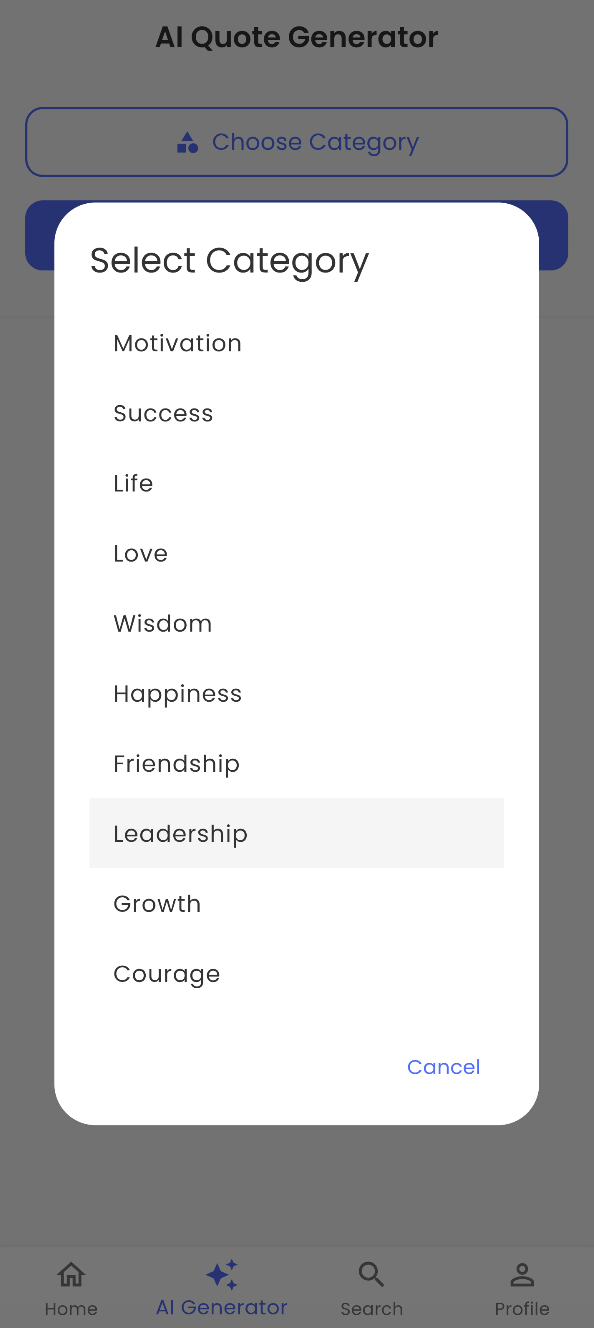 AI Quote Generator
Choose Category
Select Category
Motivation
Success
Life
Love
Wisdom
Happiness
Friendship
Leadership
Growth
Courage
Cancel
Home
AI Generator
Search
Profile